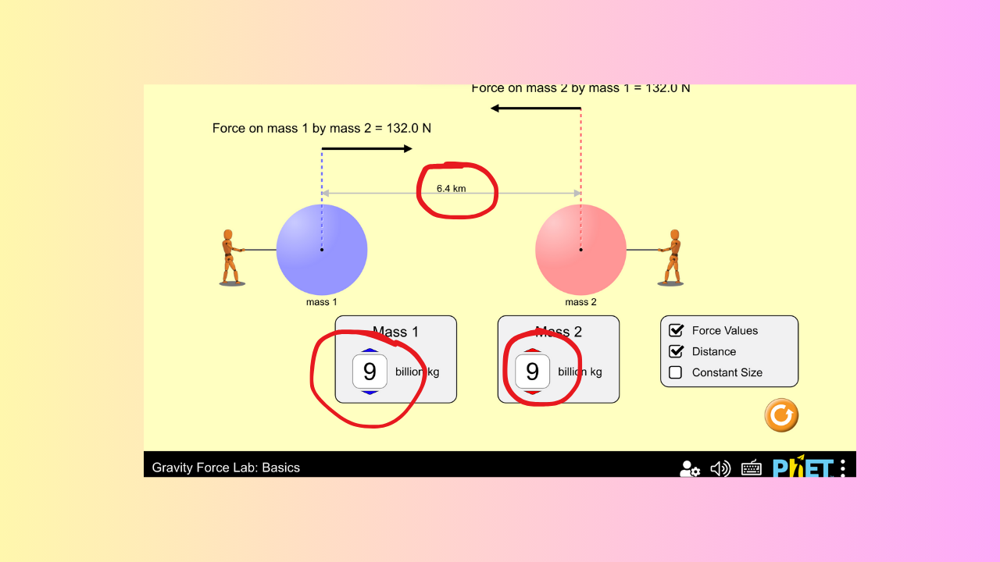 Force on mass 2 by mass 1 = 132.0 N
Force on mass 1 by mass 2 = 132.0 N
6.4 km
mass 1
mass 2
Mass 1
9 billion kg
Mass 2
9 billion kg
Force Values
Distance
Constant Size
Gravity Force Lab: Basics
PhET